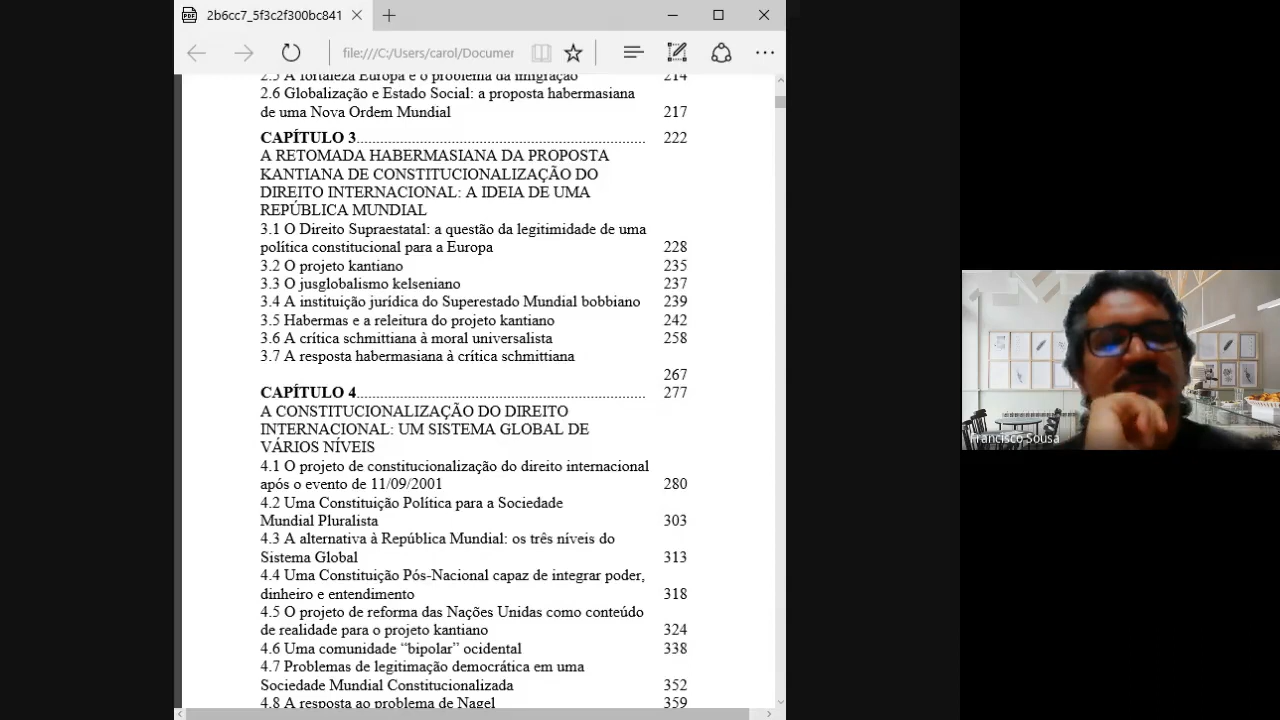 2b6cc7_5f3c2f300bc841
file:///C:/Users/carol/Documer
2.5 A fortaleza Europa e o problema da imigração 214
2.6 Globalização e Estado Social: a proposta habermasiana
de uma Nova Ordem Mundial 217
CAPÍTULO 3.................................................................. 222
A RETOMADA HABERMASIANA DA PROPOSTA
KANTIANA DE CONSTITUCIONALIZAÇÃO DO
DIREITO INTERNACIONAL: A IDEIA DE UMA
REPÚBLICA MUNDIAL
3.1 O Direito Supraestatal: a questão da legitimidade de uma
política constitucional para a Europa 228
3.2 O projeto kantiano 235
3.3 O jusglobalismo kelseniano 237
3.4 A instituição jurídica do Superestado Mundial bobbiano 239
3.5 Habermas e a releitura do projeto kantiano 242
3.6 A crítica schmittiana à moral universalista 258
3.7 A resposta habermasiana à crítica schmittiana
267
CAPÍTULO 4.................................................................. 277
A CONSTITUCIONALIZAÇÃO DO DIREITO
INTERNACIONAL: UM SISTEMA GLOBAL DE
VÁRIOS NÍVEIS
4.1 O projeto de constitucionalização do direito internacional
após o evento de 11/09/2001 280
4.2 Uma Constituição Política para a Sociedade
Mundial Pluralista 303
4.3 A alternativa à República Mundial: os três níveis do
Sistema Global 313
4.4 Uma Constituição Pós-Nacional capaz de integrar poder,
dinheiro e entendimento 318
4.5 O projeto de reforma das Nações Unidas como conteúdo
de realidade para o projeto kantiano 324
4.6 Uma comunidade “bipolar” ocidental 338
4.7 Problemas de legitimação democrática em uma
Sociedade Mundial Constitucionalizada 352
4.8 A resposta ao problema de Nagel 359
Francisco Sousa